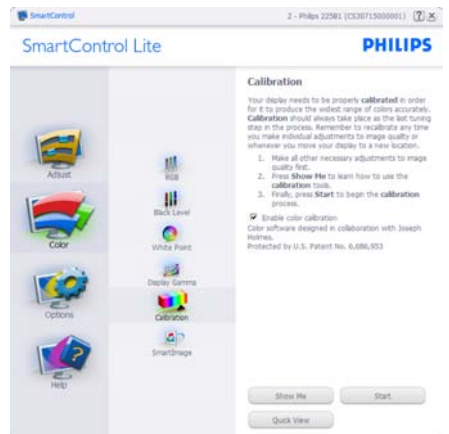 SmartControl
2 - Philips 225B1 (CS30715000001)
SmartControl Lite
PHILIPS
Adjust
Color
Options
Help
RGB
Black Level
White Point
Display Gamma
Calibration
SmartImage
Calibration
Your display needs to be properly calibrated in order
for it to produce the widest range of colors accurately.
Calibration should always take place as the last tuning
step in the process. Remember to recalibrate any time
you make individual adjustments to image quality or
whenever you move your display to a new location.
1. Make all other necessary adjustments to image
quality first.
2. Press Show Me to learn how to use the
calibration tools.
3. Finally, press Start to begin the calibration
process.
Enable color calibration
Color software designed in collaboration with Joseph
Holmes.
Protected by U.S. Patent No. 6,686,953
Show Me
Start
Quick View